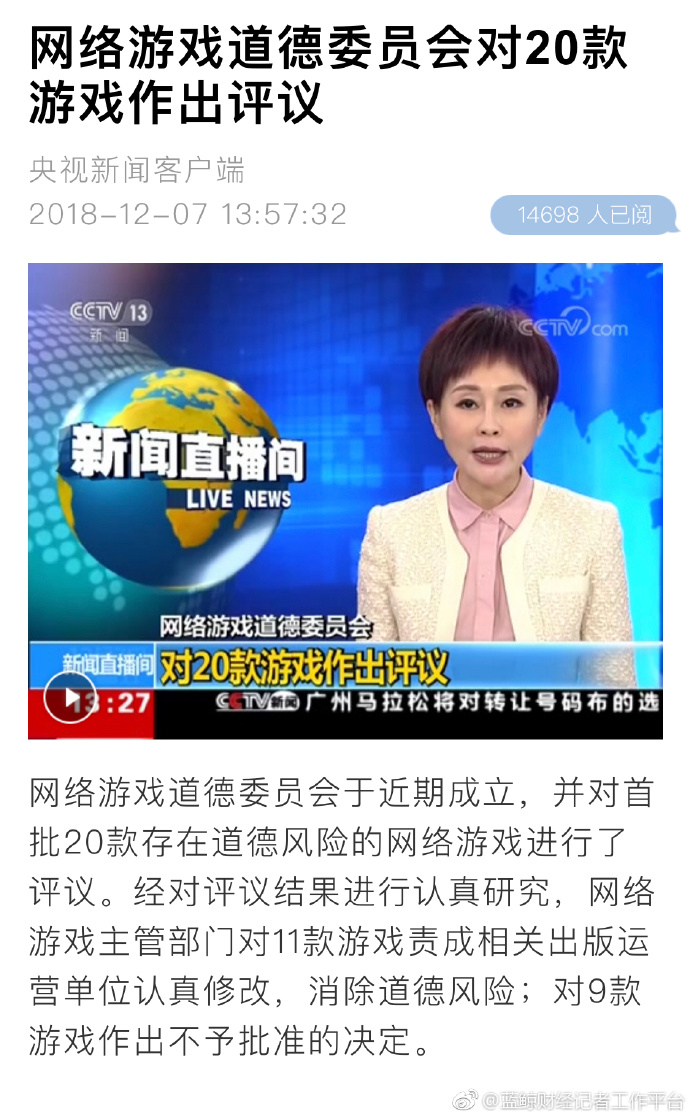 网络游戏道德委员会对20款
游戏作出评议
央视新闻客户端
2018-12-07 13:57:32
14698 人已阅
CCTV 13
新 闻
CCTV.com
新闻直播间
LIVE NEWS
网络游戏道德委员会
新闻直播间
对20款游戏作出评议
13:27
CCTV新闻 广州马拉松将对转让号码布的选
网络游戏道德委员会于近期成立，并对首
批20款存在道德风险的网络游戏进行了
评议。经对评议结果进行认真研究，网络
游戏主管部门对11款游戏责成相关出版运
营单位认真修改，消除道德风险；对9款
游戏作出不予批准的决定。
@蓝鲸财经记者工作平台